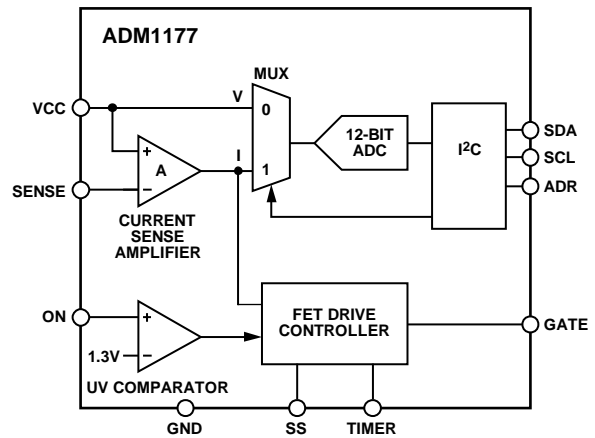 ADM1177
MUX
VCC
V
0
12-BIT
ADC
I²C
SDA
SCL
ADR
I
1
+
A
−
SENSE
CURRENT
SENSE
AMPLIFIER
ON
+
1.3V
−
UV COMPARATOR
FET DRIVE
CONTROLLER
GATE
GND
SS
TIMER